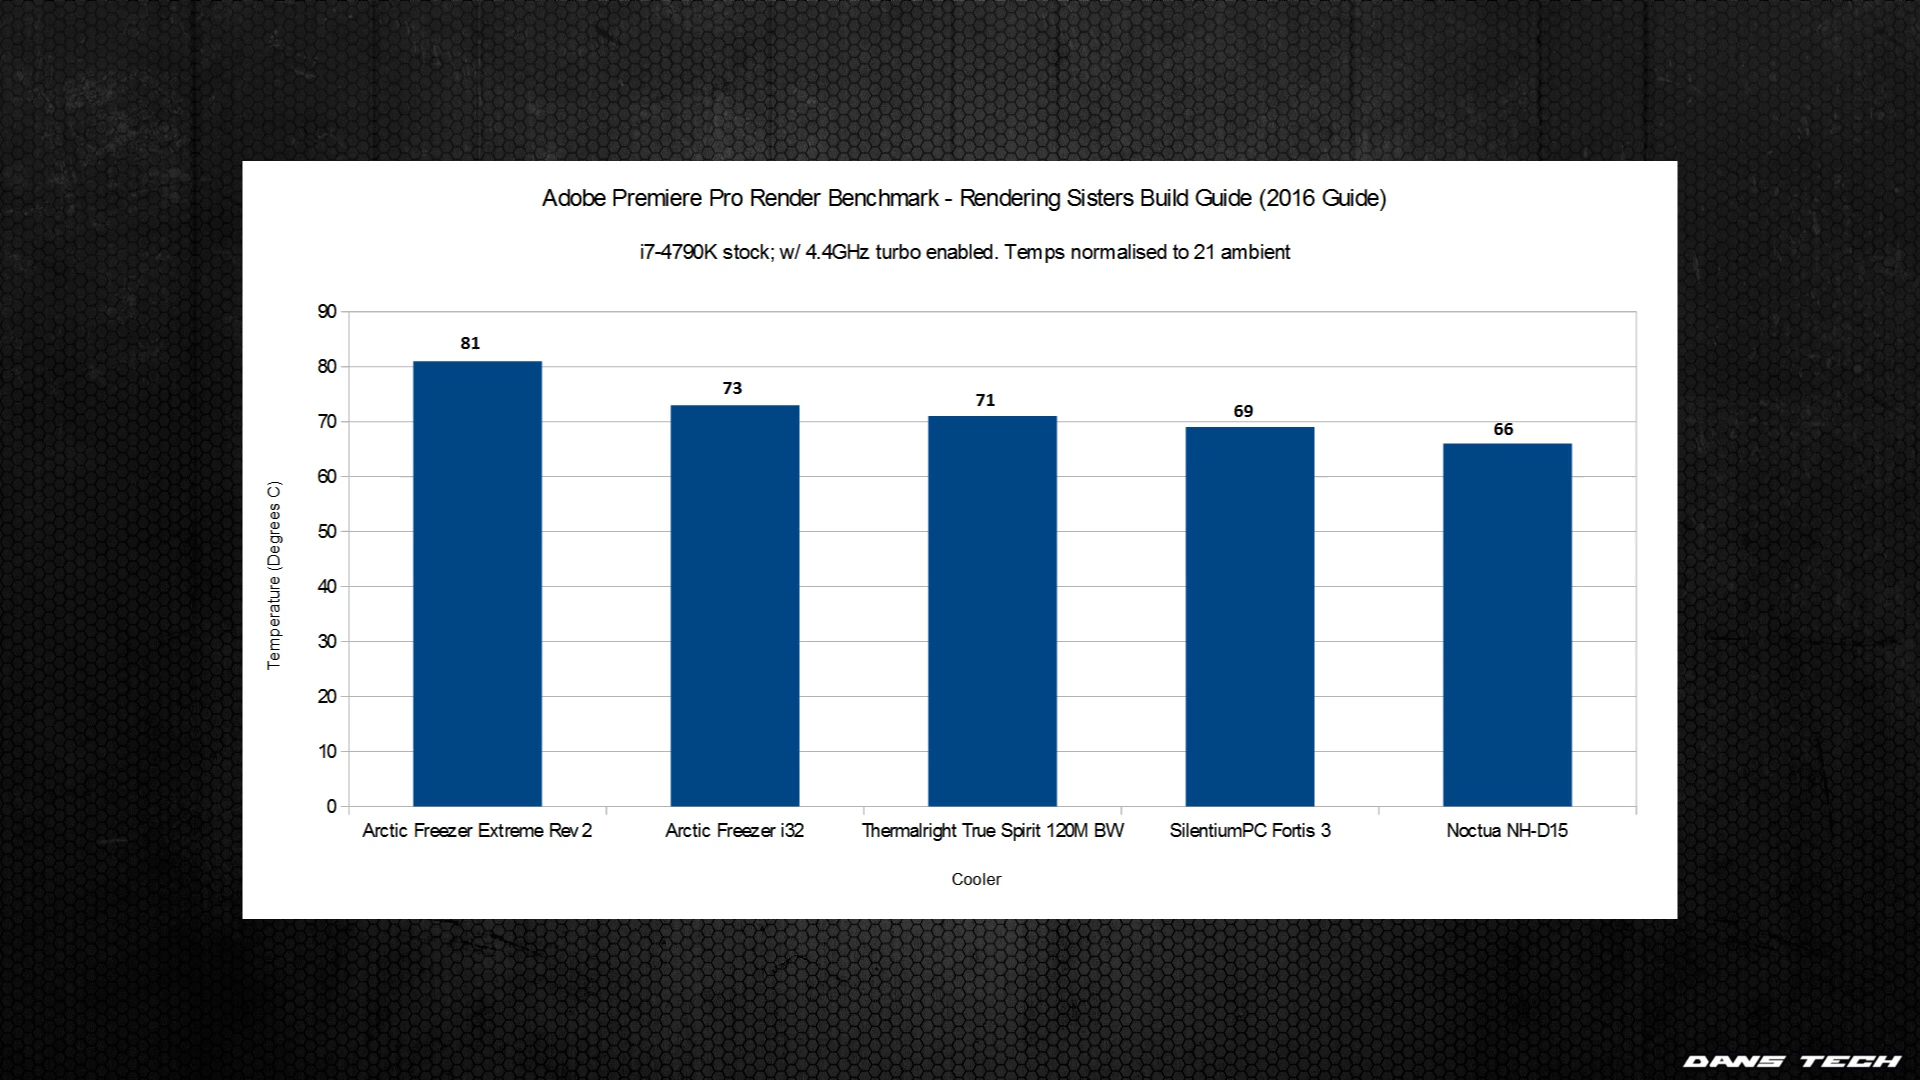 Adobe Premiere Pro Render Benchmark - Rendering Sisters Build Guide (2016 Guide)
i7-4790K stock; w/ 4.4GHz turbo enabled. Temps normalised to 21 ambient
Temperature (Degrees C)
90
80
70
60
50
40
30
20
10
0
81
73
71
69
66
Arctic Freezer Extreme Rev 2
Arctic Freezer i32
Thermalright True Spirit 120M BW
SilentiumPC Fortis 3
Noctua NH-D15
Cooler
DANS TECH